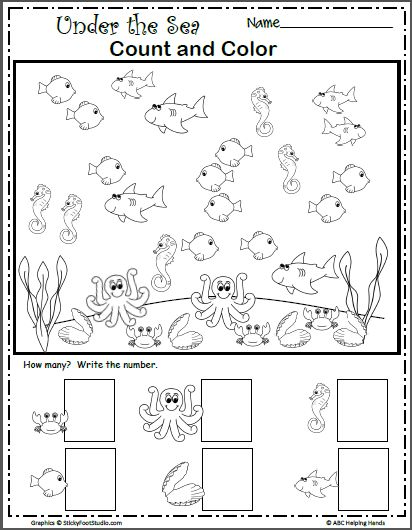 Under the Sea
Name
Count and Color
How many? Write the number.
Graphics © StickyFootStudio.com
© ABC Helping Hands